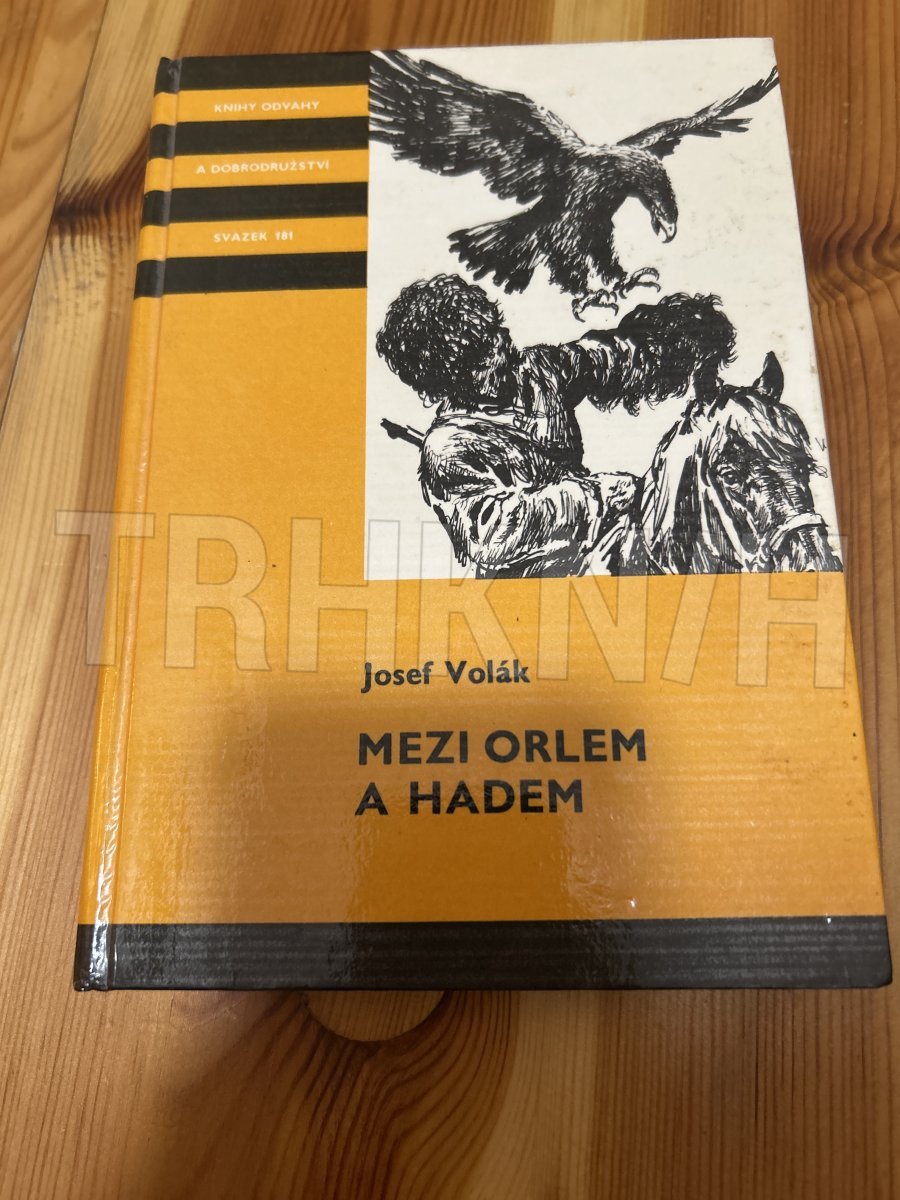 KNIHY ODVAHY
A DOBRODRUŽSTVÍ
SVAZEK 181
TRHKNIH
Josef Volák
MEZI ORLEM
A HADEM